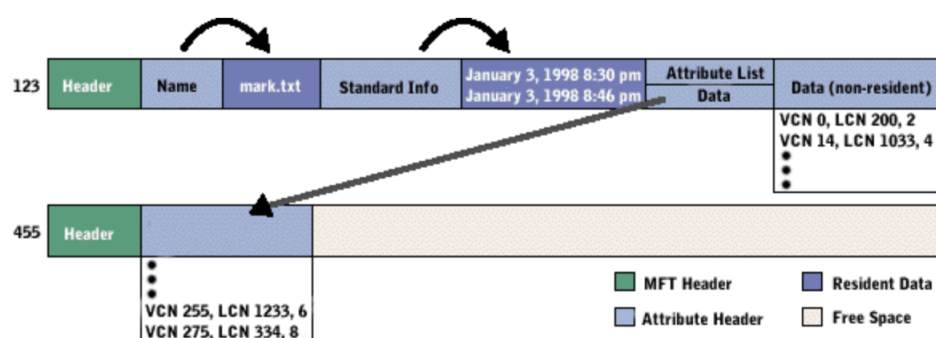 123 Header Name mark.txt Standard Info January 3, 1998 8:30 pm Attribute List Data (non-resident)
January 3, 1998 8:46 pm Data
VCN 0, LCN 200, 2
VCN 14, LCN 1033, 4
455 Header
VCN 255, LCN 1233, 6
VCN 275, LCN 334, 8
MFT Header Resident Data
Attribute Header Free Space